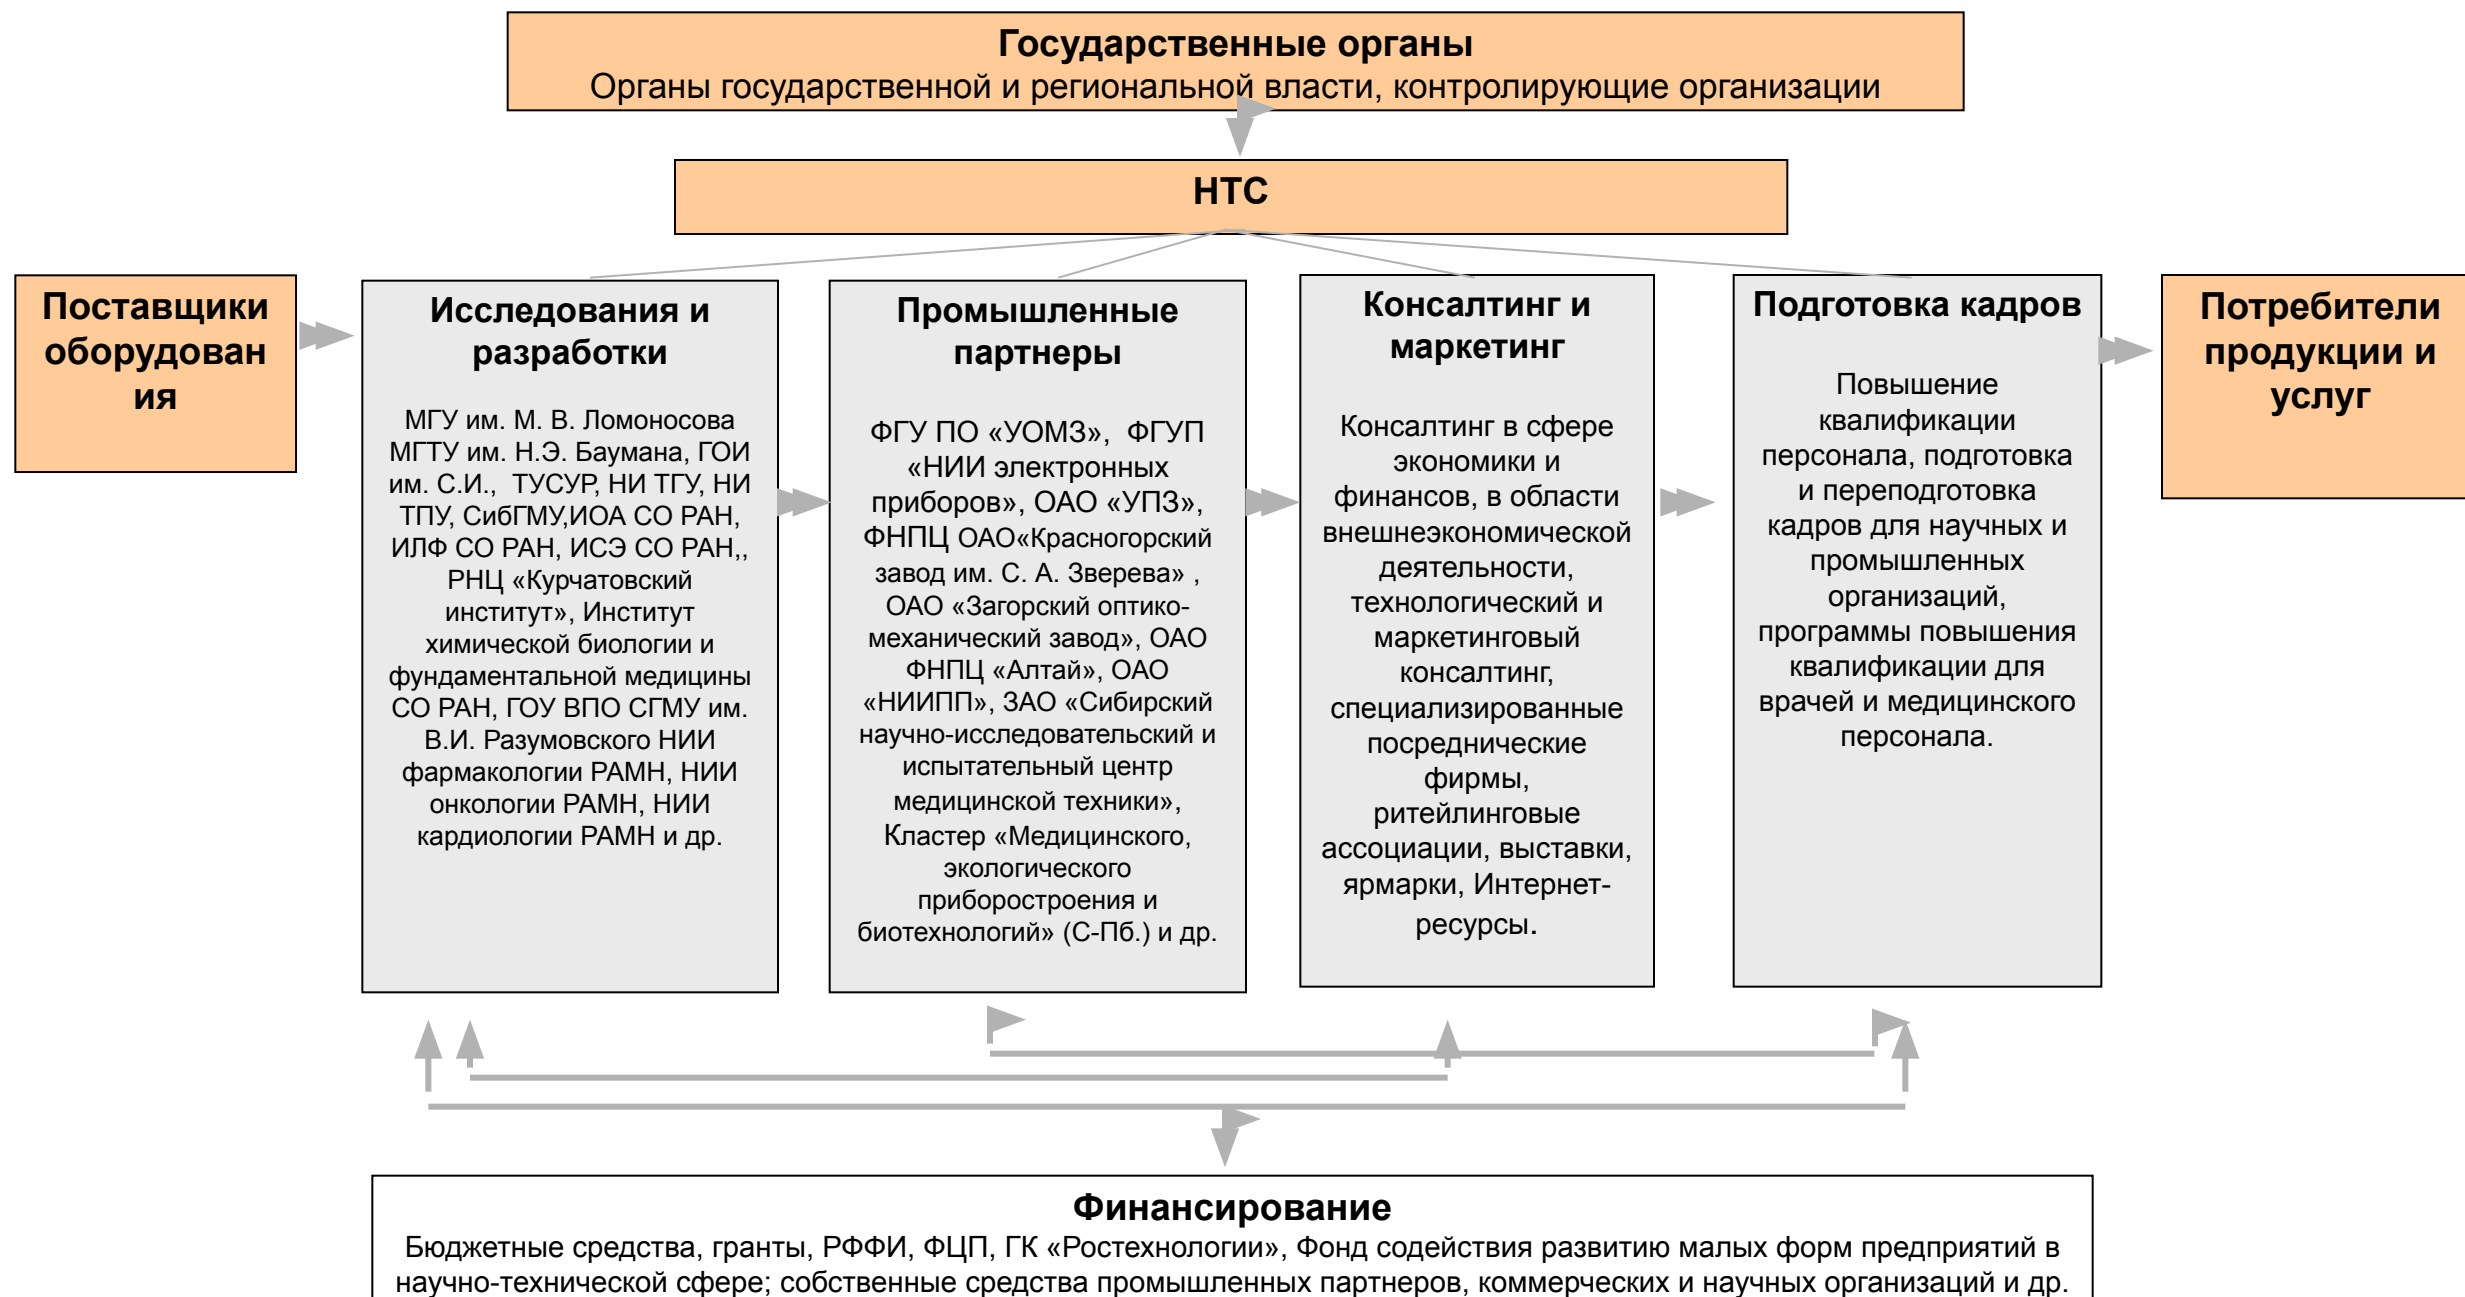 Государственные органы
Органы государственной и региональной власти, контролирующие организации
НТС
Поставщики
оборудован
ия
Исследования и
разработки
МГУ им. М. В. Ломоносова
МГТУ им. Н.Э. Баумана, ГОИ
им. С.И., ТУСУР, НИ ТГУ, НИ
ТПУ, СибГМУ,ИОА СО РАН,
ИЛФ СО РАН, ИСЭ СО РАН,,
РНЦ «Курчатовский
институт», Институт
химической биологии и
фундаментальной медицины
СО РАН, ГОУ ВПО СГМУ им.
В.И. Разумовского НИИ
фармакологии РАМН, НИИ
онкологии РАМН, НИИ
кардиологии РАМН и др.
Промышленные
партнеры
ФГУ ПО «УОМЗ», ФГУП
«НИИ электронных
приборов», ОАО «УПЗ»,
ФНПЦ ОАО«Красногорский
завод им. С. А. Зверева» ,
ОАО «Загорский оптико-
механический завод», ОАО
ФНПЦ «Алтай», ОАО
«НИИПП», ЗАО «Сибирский
научно-исследовательский и
испытательный центр
медицинской техники»,
Кластер «Медицинского,
экологического
приборостроения и
биотехнологий» (С-Пб.) и др.
Консалтинг и
маркетинг
Консалтинг в сфере
экономики и
финансов, в области
внешнеэкономической
деятельности,
технологический и
маркетинговый
консалтинг,
специализированные
посреднические
фирмы,
ритейлинговые
ассоциации, выставки,
ярмарки, Интернет-
ресурсы.
Подготовка кадров
Повышение
квалификации
персонала, подготовка
и переподготовка
кадров для научных и
промышленных
организаций,
программы повышения
квалификации для
врачей и медицинского
персонала.
Потребители
продукции и
услуг
Финансирование
Бюджетные средства, гранты, РФФИ, ФЦП, ГК «Ростехнологии», Фонд содействия развитию малых форм предприятий в
научно-технической сфере; собственные средства промышленных партнеров, коммерческих и научных организаций и др.